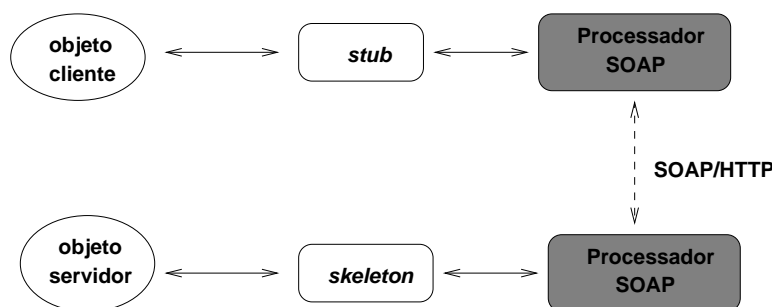 objeto
cliente
stub
Processador
SOAP
SOAP/HTTP
objeto
servidor
skeleton
Processador
SOAP